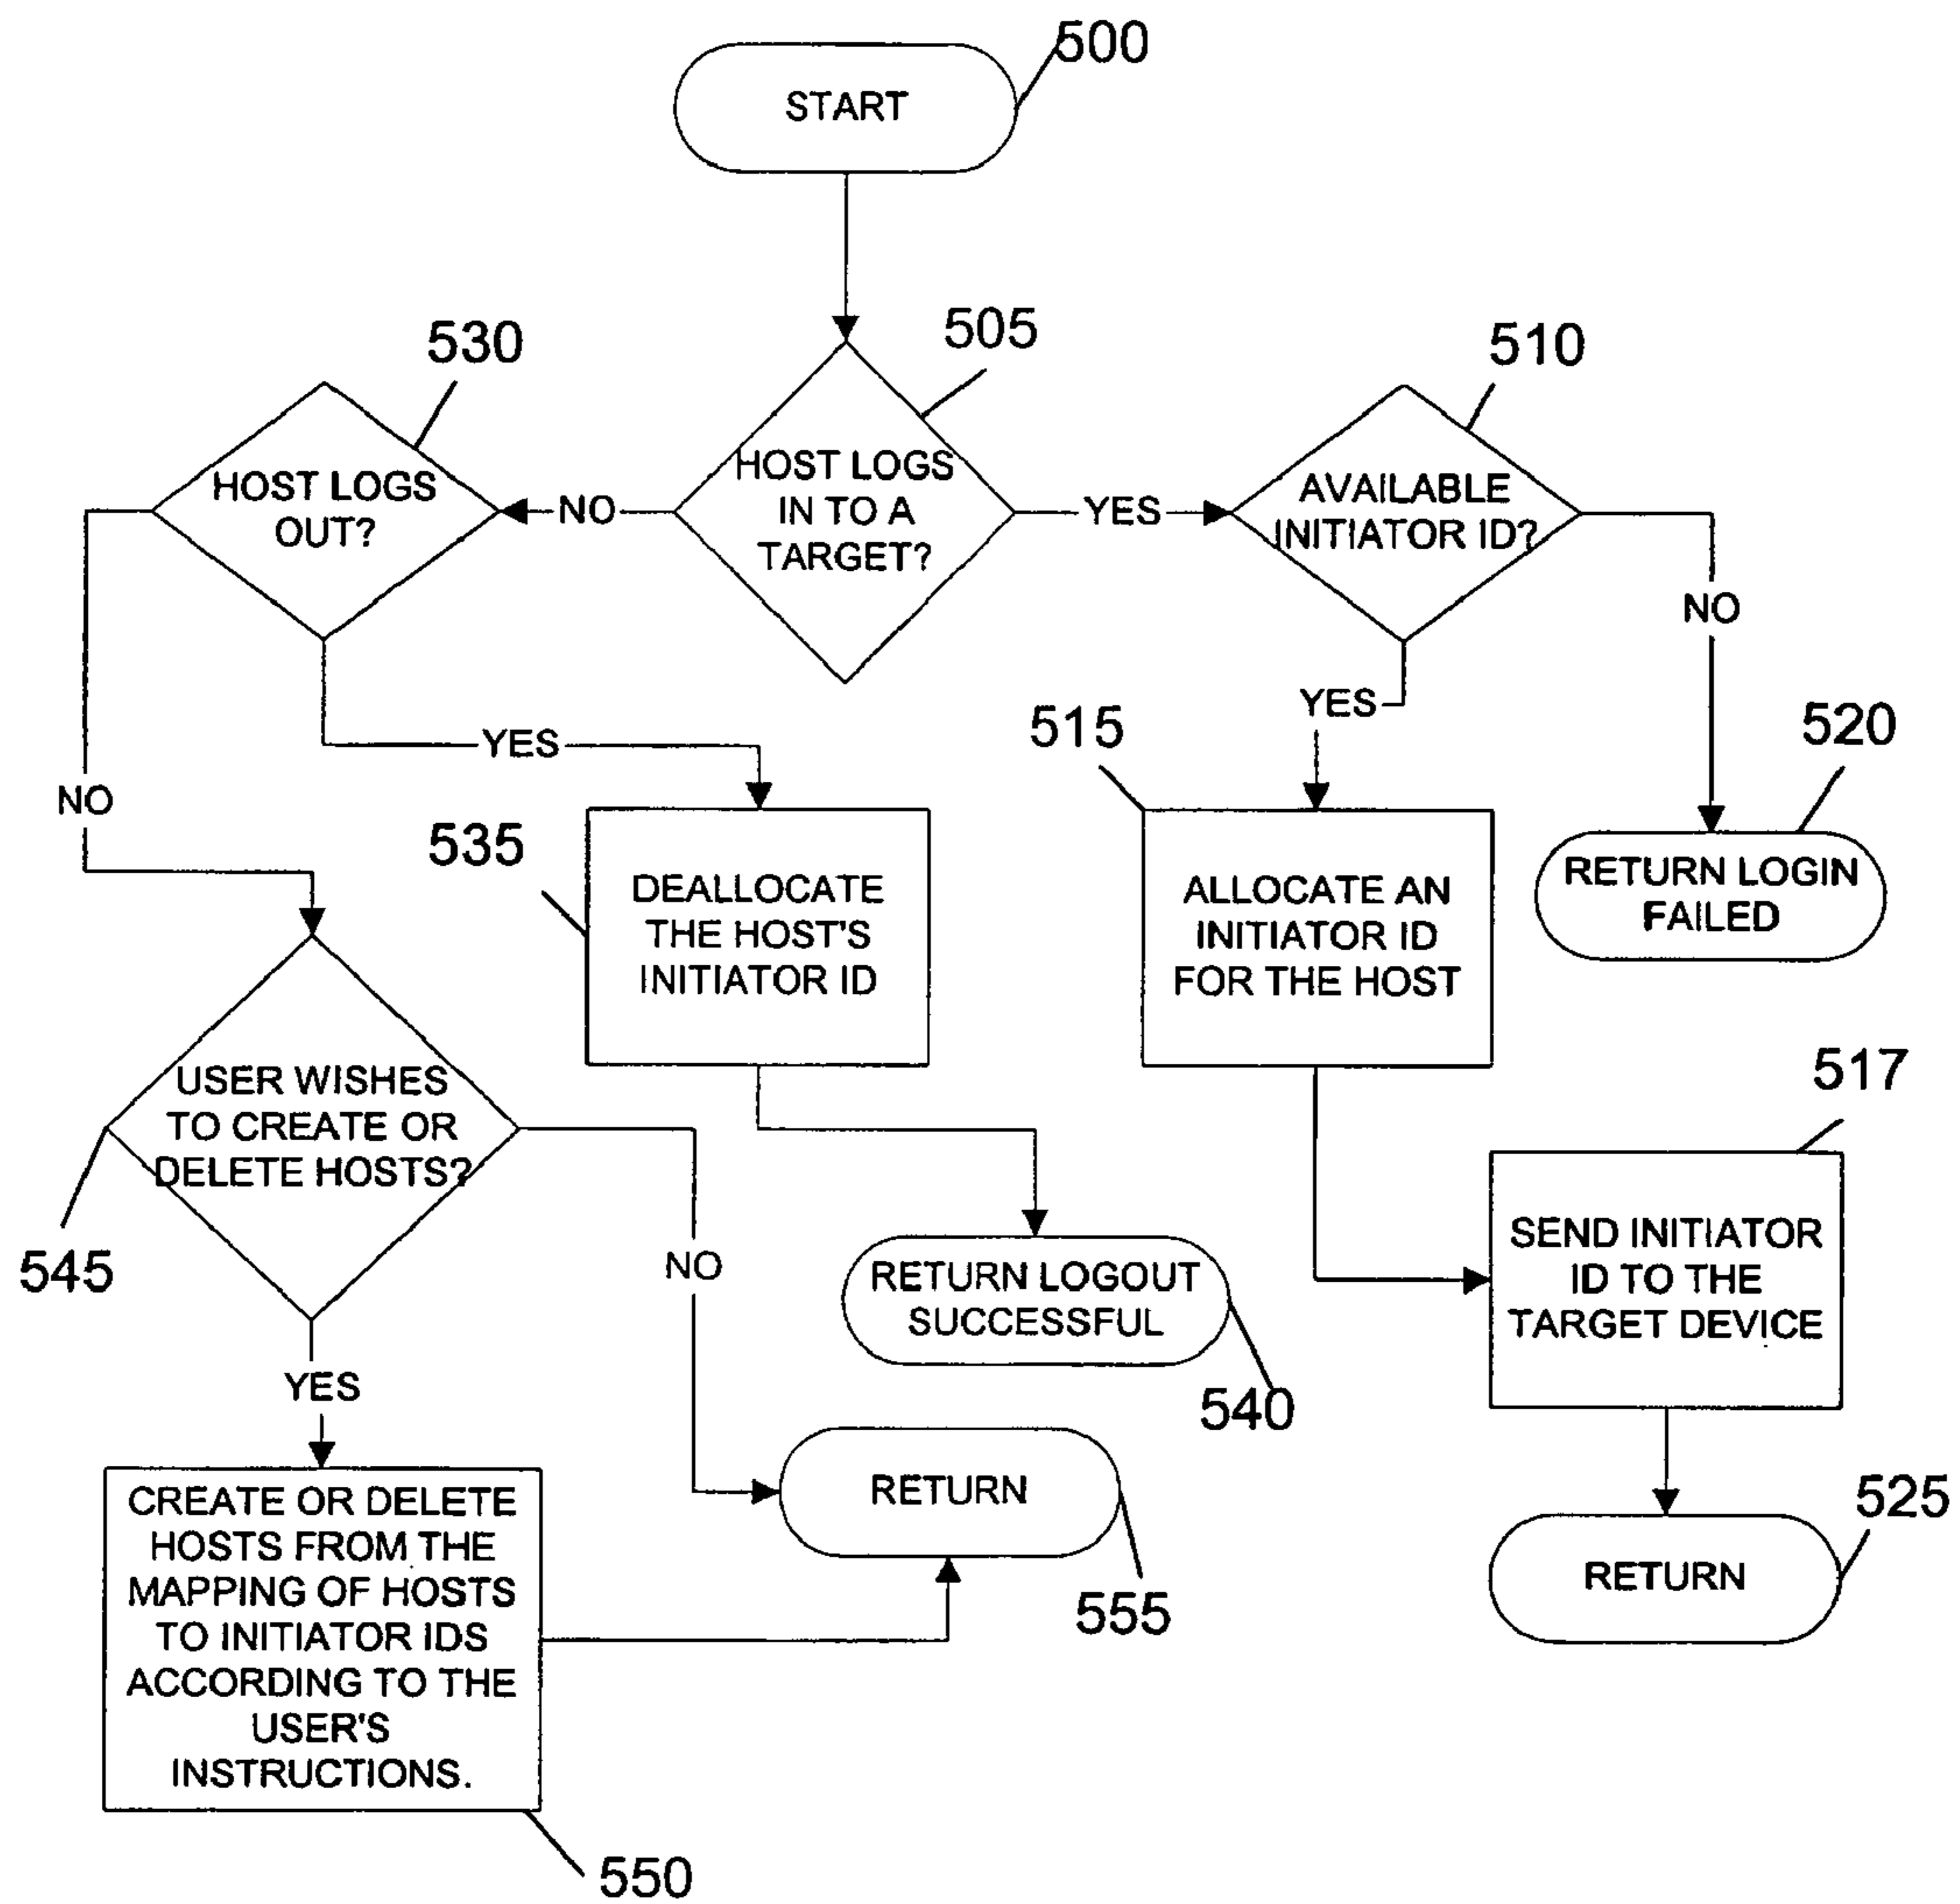 500
START
530
505
510
HOST LOGS
OUT?
NO
HOST LOGS
IN TO A
TARGET?
YES
AVAILABLE
INITIATOR ID?
NO
YES
515
520
YES
NO
535
DEALLOCATE
THE HOST'S
INITIATOR ID
ALLOCATE AN
INITIATOR ID
FOR THE HOST
RETURN LOGIN
FAILED
517
USER WISHES
TO CREATE OR
DELETE HOSTS?
545
NO
RETURN LOGOUT
SUCCESSFUL
540
SEND INITIATOR
ID TO THE
TARGET DEVICE
YES
CREATE OR DELETE
HOSTS FROM THE
MAPPING OF HOSTS
TO INITIATOR IDS
ACCORDING TO THE
USER'S
INSTRUCTIONS.
RETURN
555
525
RETURN
550